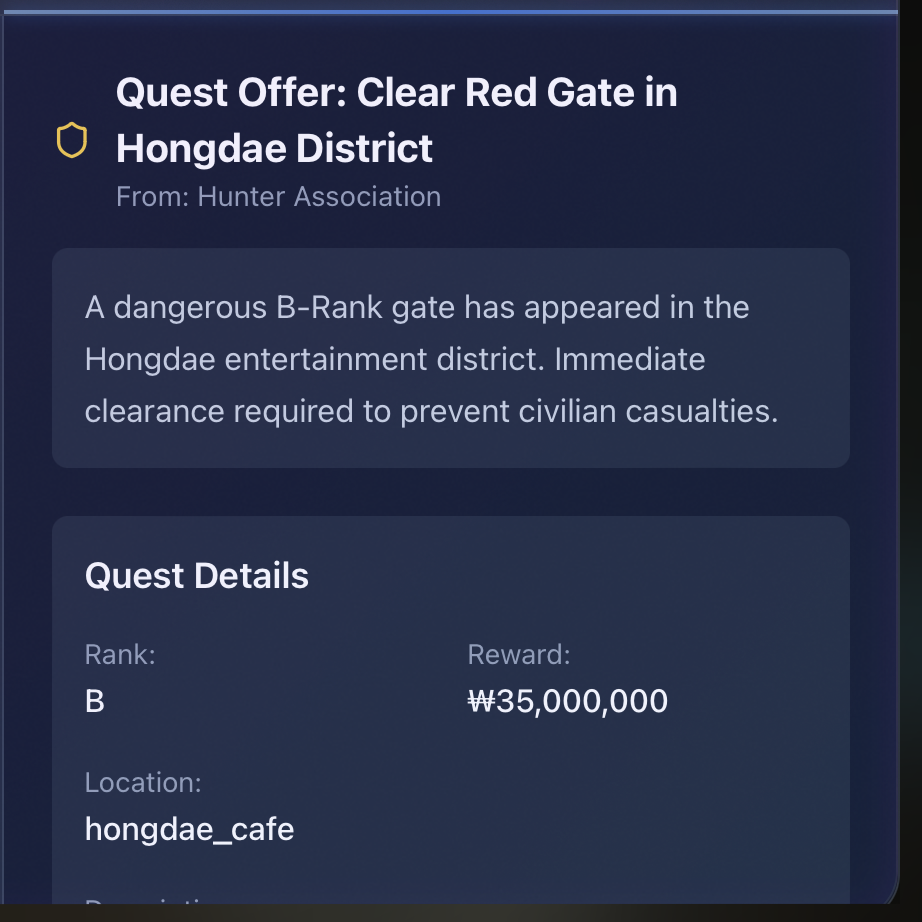 Quest Offer: Clear Red Gate in
Hongdae District
From: Hunter Association
A dangerous B-Rank gate has appeared in the
Hongdae entertainment district. Immediate
clearance required to prevent civilian casualties.
Quest Details
Rank:
B
Reward:
₩35,000,000
Location:
hongdae_cafe